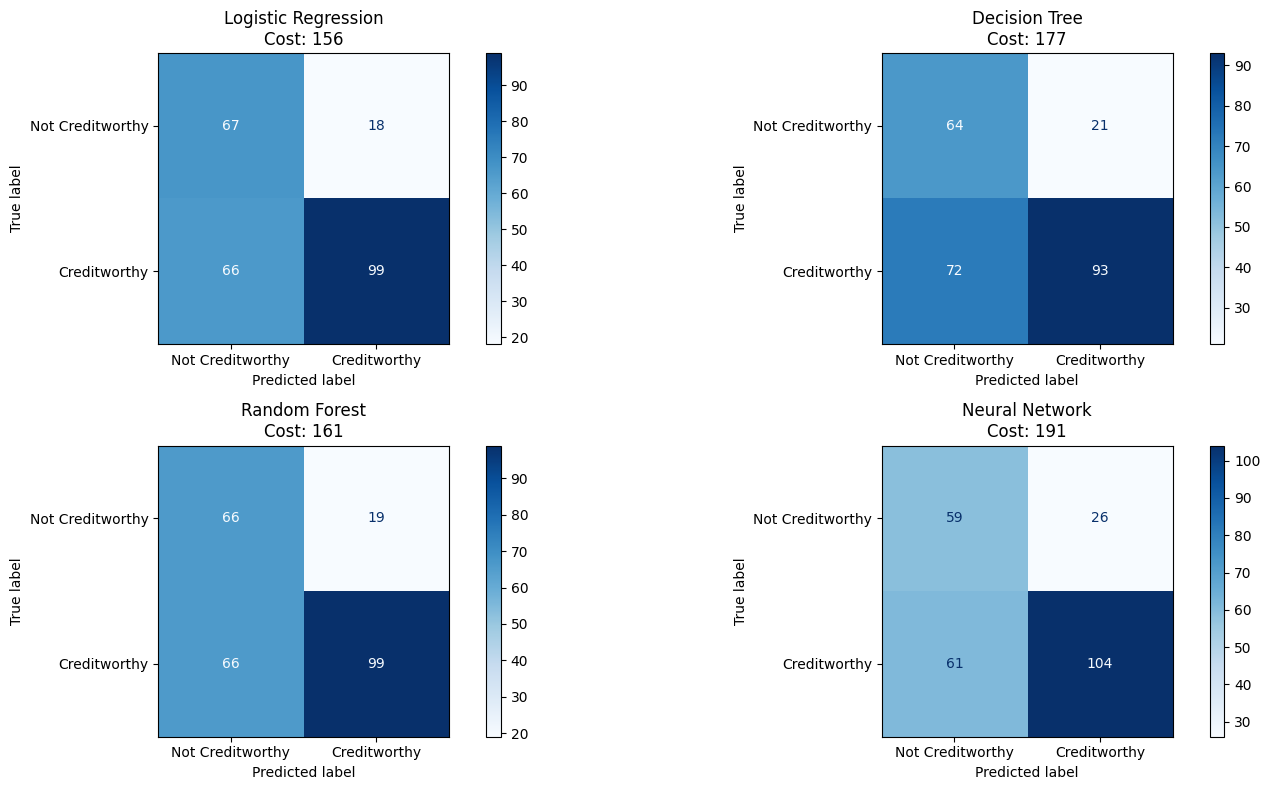 Logistic Regression
Cost: 156
True label
Not Creditworthy
67
18
Creditworthy
66
99
Not Creditworthy
Creditworthy
Predicted label
90
80
70
60
50
40
30
20
Decision Tree
Cost: 177
True label
Not Creditworthy
64
21
Creditworthy
72
93
Not Creditworthy
Creditworthy
Predicted label
90
80
70
60
50
40
30
Random Forest
Cost: 161
True label
Not Creditworthy
66
19
Creditworthy
66
99
Not Creditworthy
Creditworthy
Predicted label
90
80
70
60
50
40
30
20
Neural Network
Cost: 191
True label
Not Creditworthy
59
26
Creditworthy
61
104
Not Creditworthy
Creditworthy
Predicted label
100
90
80
70
60
50
40
30